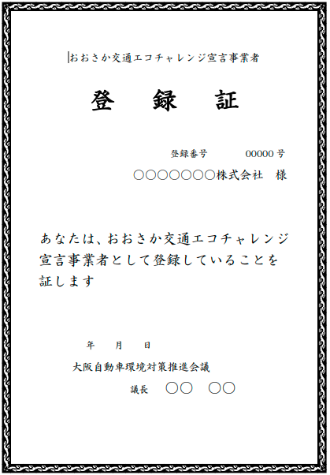 おおさか交通エコチャレンジ宣言事業者
登録証
登録番号 00000号
○○○○○○○株式会社 様
あなたは、おおさか交通エコチャレンジ
宣言事業者として登録していることを
証します
年 月 日
大阪自動車環境対策推進会議
議長 ○○ ○○